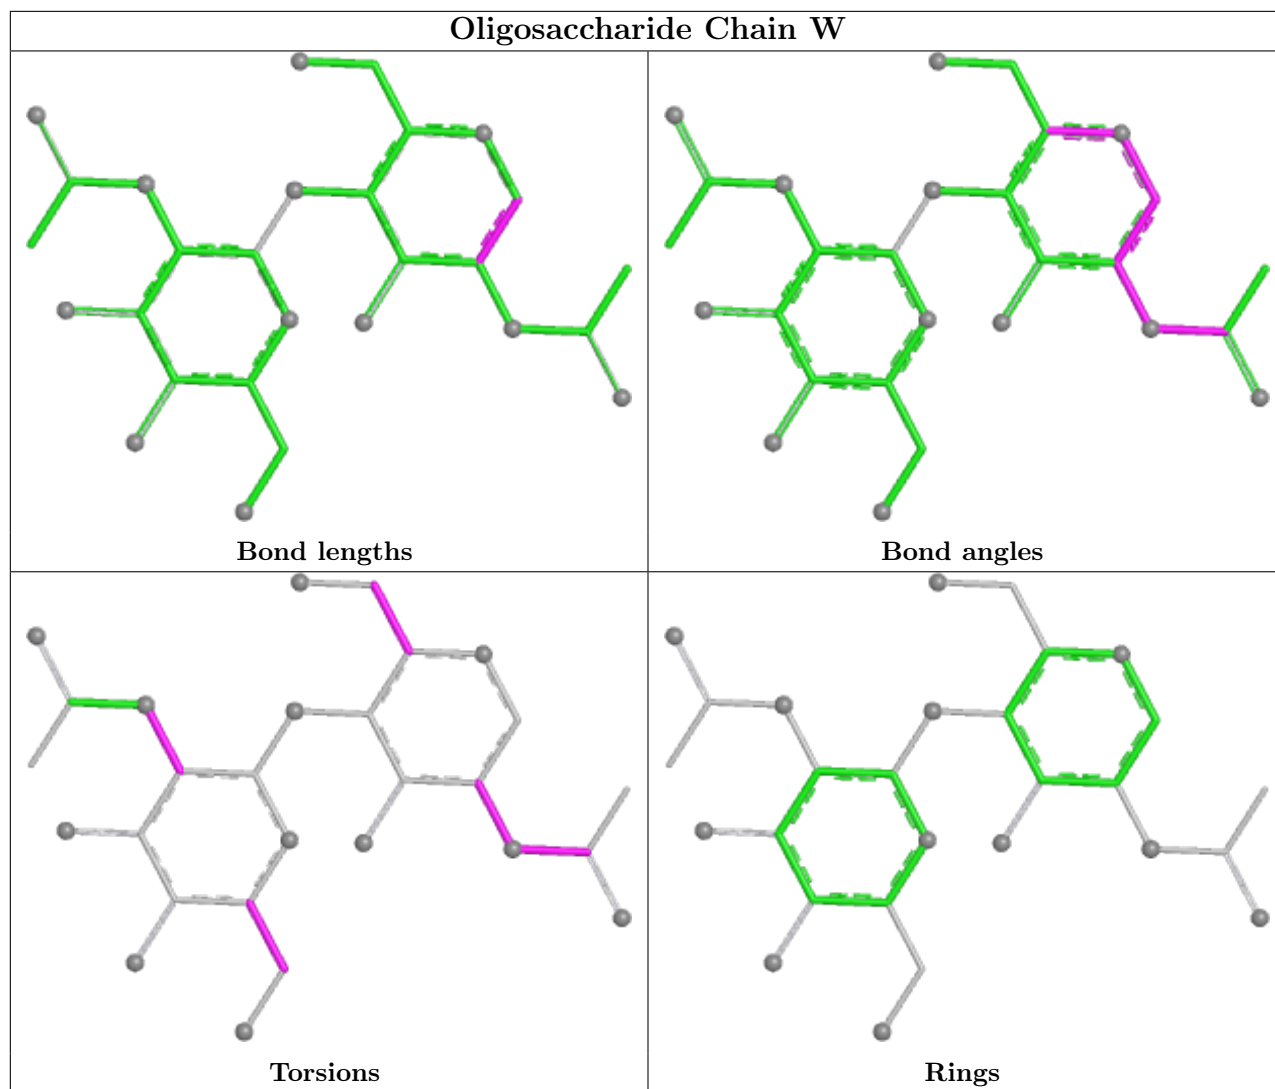 Oligosaccharide Chain W
Bond lengths
Bond angles
Torsions
Rings